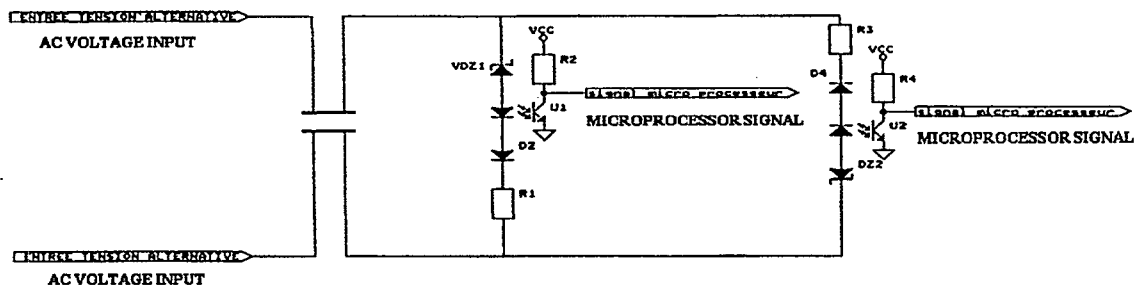 ENTREE TENSION ALTERNATIVE
AC VOLTAGE INPUT
VCC
R2
VDZ1
U1
signal micro processeur
MICROPROCESSOR SIGNAL
D2
R1
R3
VCC
D4
R4
U2
signal micro processeur
MICROPROCESSOR SIGNAL
DZ2
ENTREE TENSION ALTERNATIVE
AC VOLTAGE INPUT